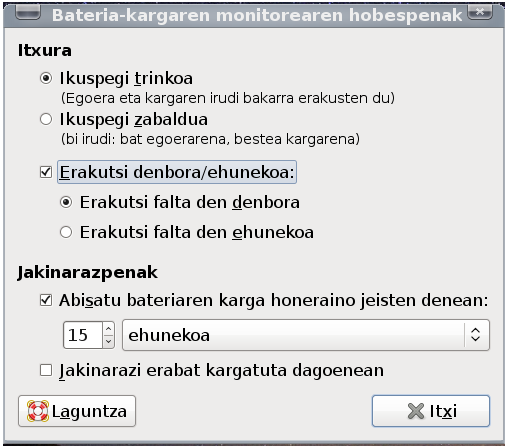 Bateria-kargaren monitorearen hobespenak
Itxura
Ikuspegi trinkoa
(Egoera eta kargaren irudi bakarra erakusten du)
Ikuspegi zabaldua
(bi irudi: bat egoerarena, bestea kargarena)
Erakutsi denbora/ehunekoa:
Erakutsi falta den denbora
Erakutsi falta den ehunekoa
Jakinarazpenak
Abisatu bateriaren karga honeraino jeisten denean:
15 ehunekoa
Jakinarazi erabat kargatuta dagoenean
Laguntza Itxi